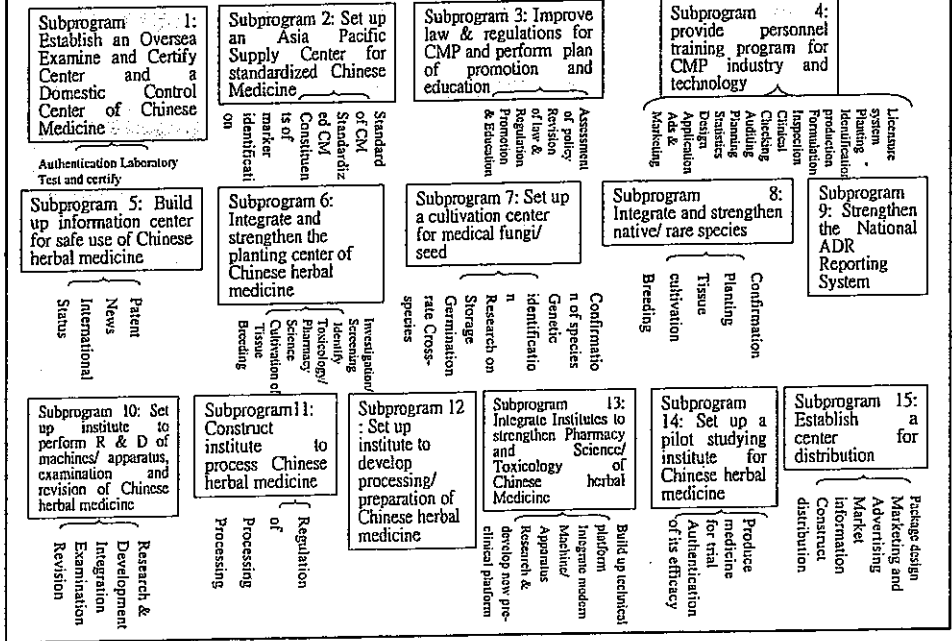 Subprogram 1:
Establish an Oversea
Examine and Certify
Center and a
Domestic Control
Center of Chinese
Medicine
Authentication Laboratory
Test and certify
Subprogram 2: Set up
an Asia Pacific
Supply Center for
standardized Chinese
Medicine
Standard
of CM
Standardiz
ed CM
Constituen
ts of
marker
identificati
on
Subprogram 3: Improve
law & regulations for
CMP and perform plan
of promotion and
education
Assessment
of policy
Revision
of law &
Regulation
Promotion
& Education
Subprogram 4:
provide personnel
training program for
CMP industry and
technology
Licensure
system
Planting
Identification
production
Formulation
Inspection
Clinical
Checking
Auding
Planning
Statistics
Design
Application
Ads &
Marketing
Subprogram 5: Build
up information center
for safe use of Chinese
herbal medicine
Patent
News
International
Status
Subprogram 6:
Integrate and
strengthen the
planting center of
Chinese herbal
medicine
Investigation/
Screening
Identify
Toxicology/
Pharmacy
Science
Cultivation of
Tissue
Breeding
Subprogram 7: Set up
a cultivation center
for medical fungi/
seed
Confirmatio
n of species
Genetic
identificatio
n
Research on
Storage
Germination
rate Cross-
species
Subprogram 8:
Integrate and strengthen
native/ rare species
Confirmation
Planting
Tissue
cultivation
Breeding
Subprogram
9: Strengthen
the National
ADR
Reporting
System
Subprogram 10: Set
up institute to
perform R & D of
machines/ apparatus,
examination and
revision of Chinese
herbal medicine
Research &
Development
Integration
Examination
Revision
Subprogram11:
Construct
institute to
process Chinese
herbal medicine
Regulation
of
Processing
Processing
Subprogram 12
: Set up
institute to
develop
processing/
preparation of
Chinese herbal
medicine
Subprogram 13:
Integrate Institutes to
strengthen Pharmacy
and Science/
Toxicology of
Chinese herbal
Medicine
Build up technical
platform
Integrate modern
Machine/
Apparatus
Research &
develop now pre-
clinical platform
Subprogram
14: Set up a
pilot studying
institute for
Chinese herbal
medicine
Produce
medicine
for trial
Authentication
of its efficacy
Subprogram 15:
Establish a
center for
distribution
Package design
Marketing and
Advertising
Market
information
Construct
distribution